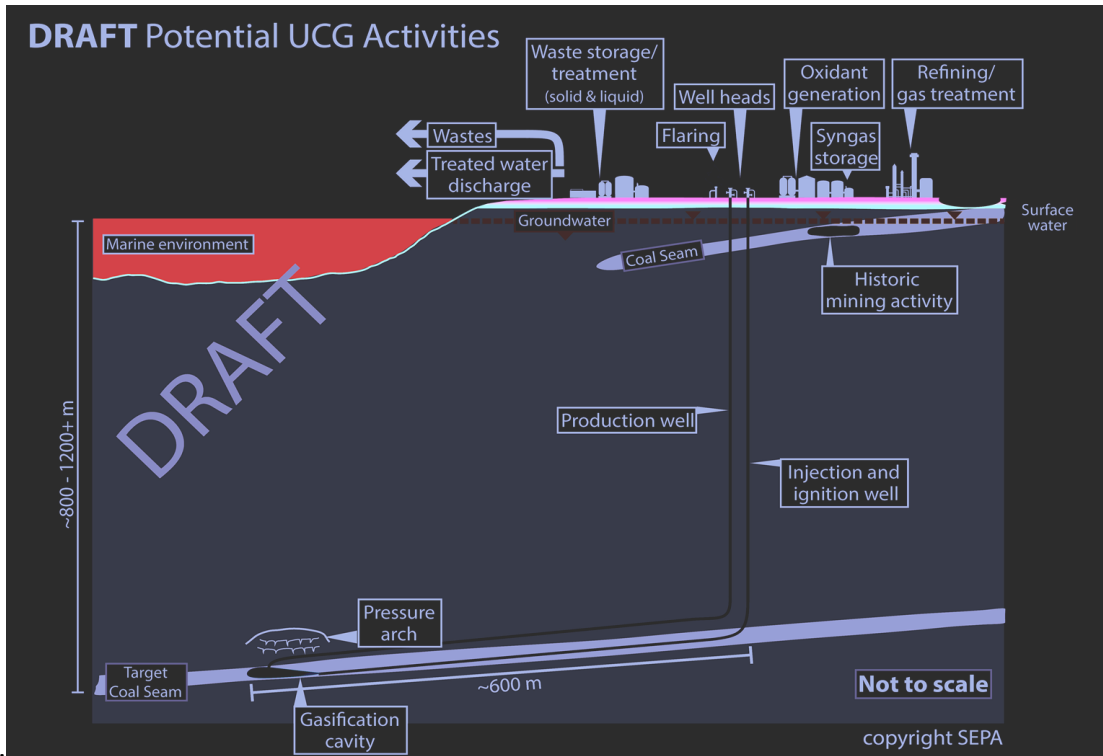 DRAFT Potential UCG Activities
Waste storage/
treatment
(solid & liquid)
Well heads
Oxidant
generation
Refining/
gas treatment
Flaring
Syngas
storage
Wastes
Treated water
discharge
Groundwater
Surface
water
Marine environment
Coal Seam
Historic
mining activity
DRAFT
~800 - 1200+ m
Production well
Injection and
ignition well
Pressure
arch
Target
Coal Seam
~600 m
Gasification
cavity
Not to scale
copyright SEPA